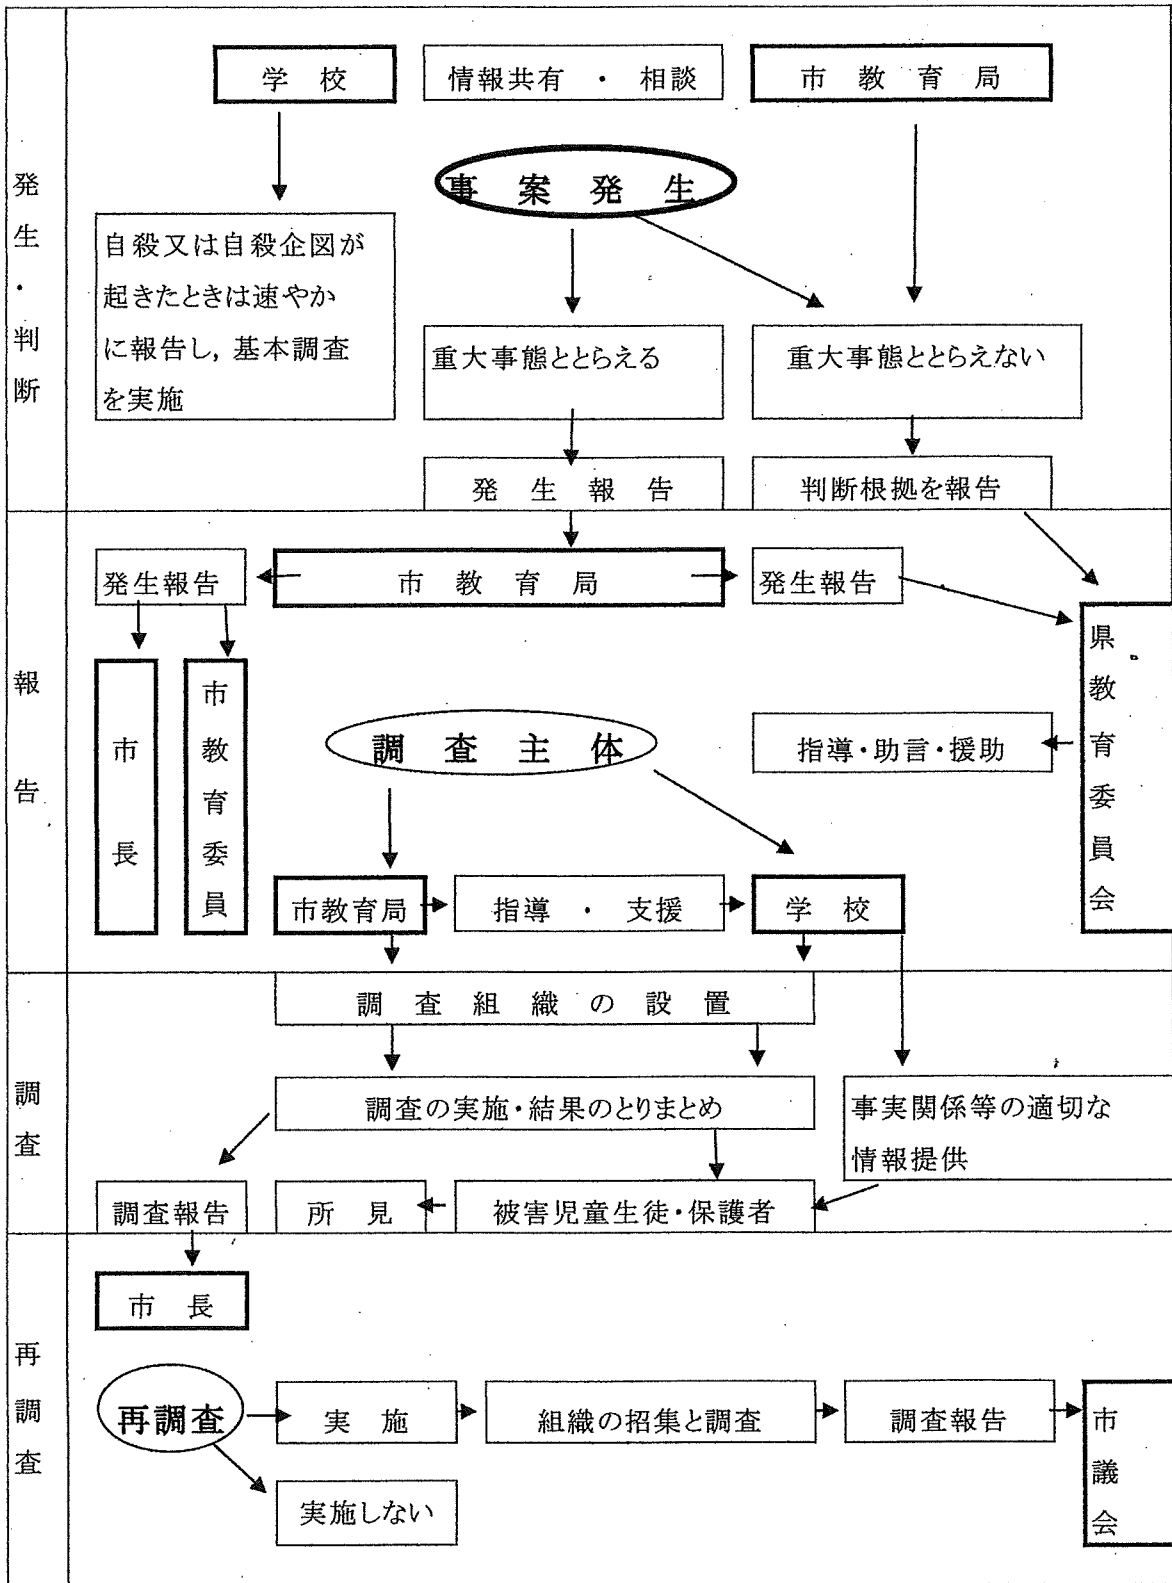 発生・判断
学校
情報共有・相談
市教育局
事案発生
自殺又は自殺企図が
起きたときは速やか
に報告し，基本調査
を実施
重大事態ととらえる
重大事態ととらえない
発生報告
判断根拠を報告
報告
発生報告
市教育局
発生報告
市長
市教育委員
県教育委員会
調査主体
指導・助言・援助
市教育局
指導・支援
学校
調査
調査組織の設置
調査の実施・結果のとりまとめ
事実関係等の適切な
情報提供
調査報告
所見
被害児童生徒・保護者
再調査
市長
再調査
実施
組織の招集と調査
調査報告
市議会
実施しない